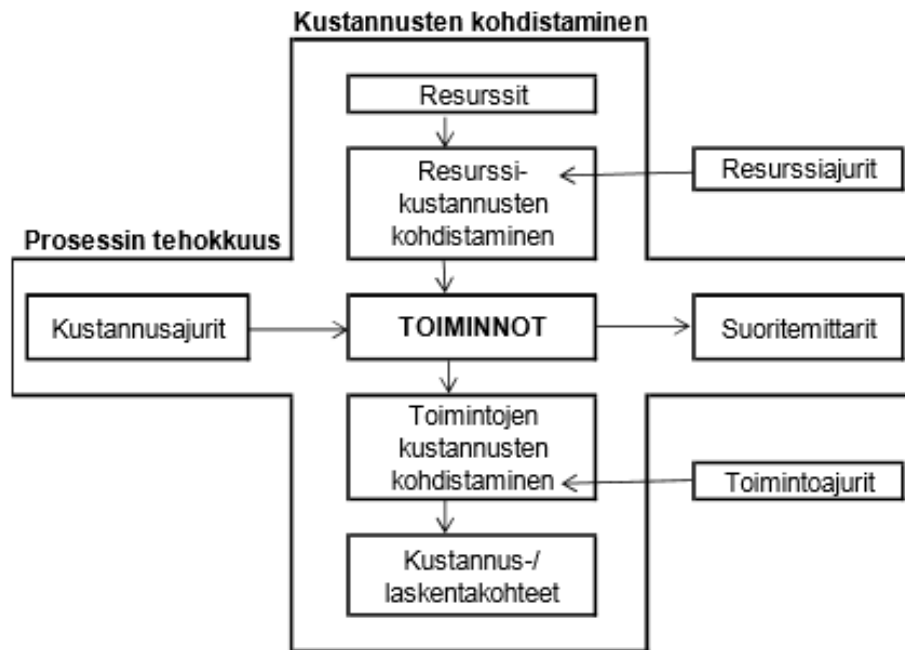 Kustannusten kohdistaminen
Resurssit
Resurssi-
kustannusten
kohdistaminen
Resurssiajurit
Prosessin tehokkuus
Kustannusajurit
TOIMINNOT
Suoritemittarit
Toimintojen
kustannusten
kohdistaminen
Toimintoajurit
Kustannus-/
laskentakohteet